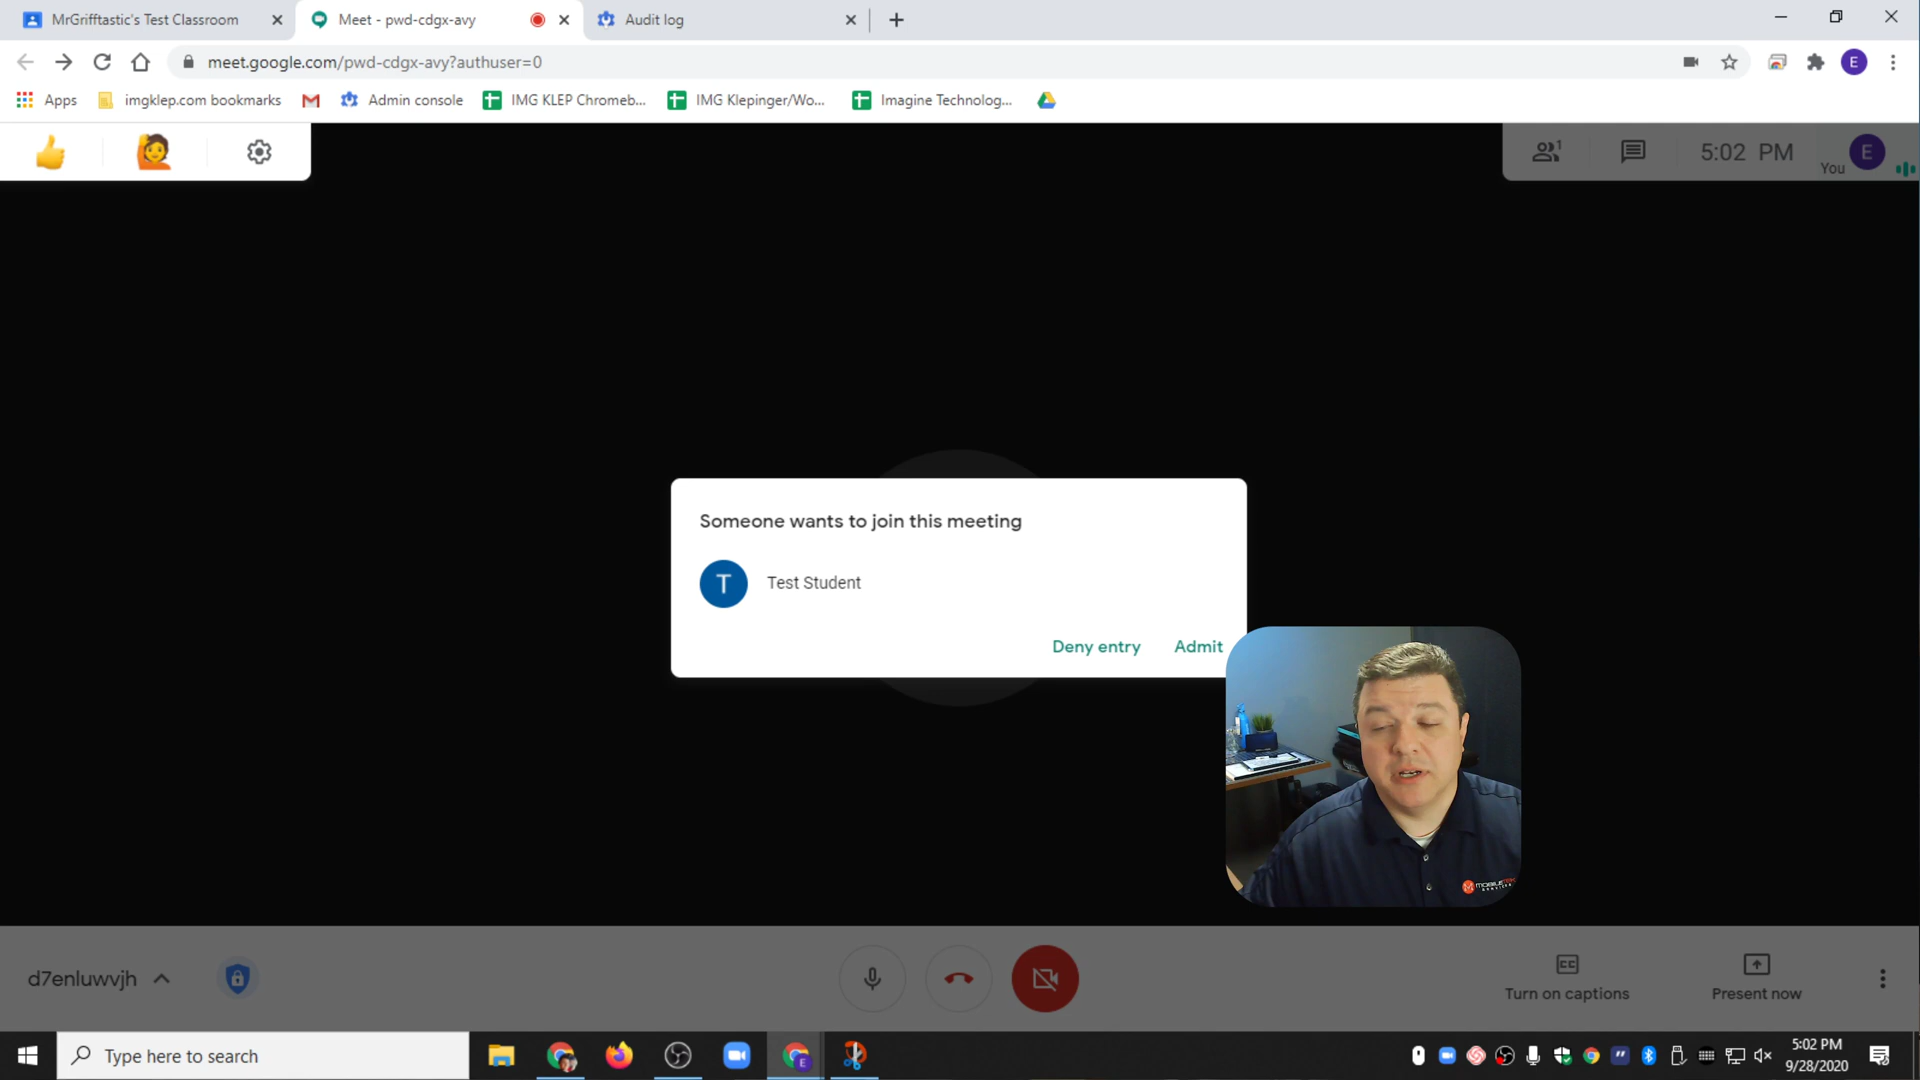 MrGrifftastic's Test Classroom
Meet - pwd-cdgx-avy
Audit log
meet.google.com/pwd-cdgx-avy?authuser=0
E
Apps
imgklep.com bookmarks
Admin console
IMG KLEP Chromeb...
IMG Klepinger/Wo...
Imagine Technolog...
1
5:02 PM
You
E
Someone wants to join this meeting
T
Test Student
Deny entry
Admit
d7enluwvjh
CC
Turn on captions
Present now
Type here to search
E
5:02 PM
9/28/2020